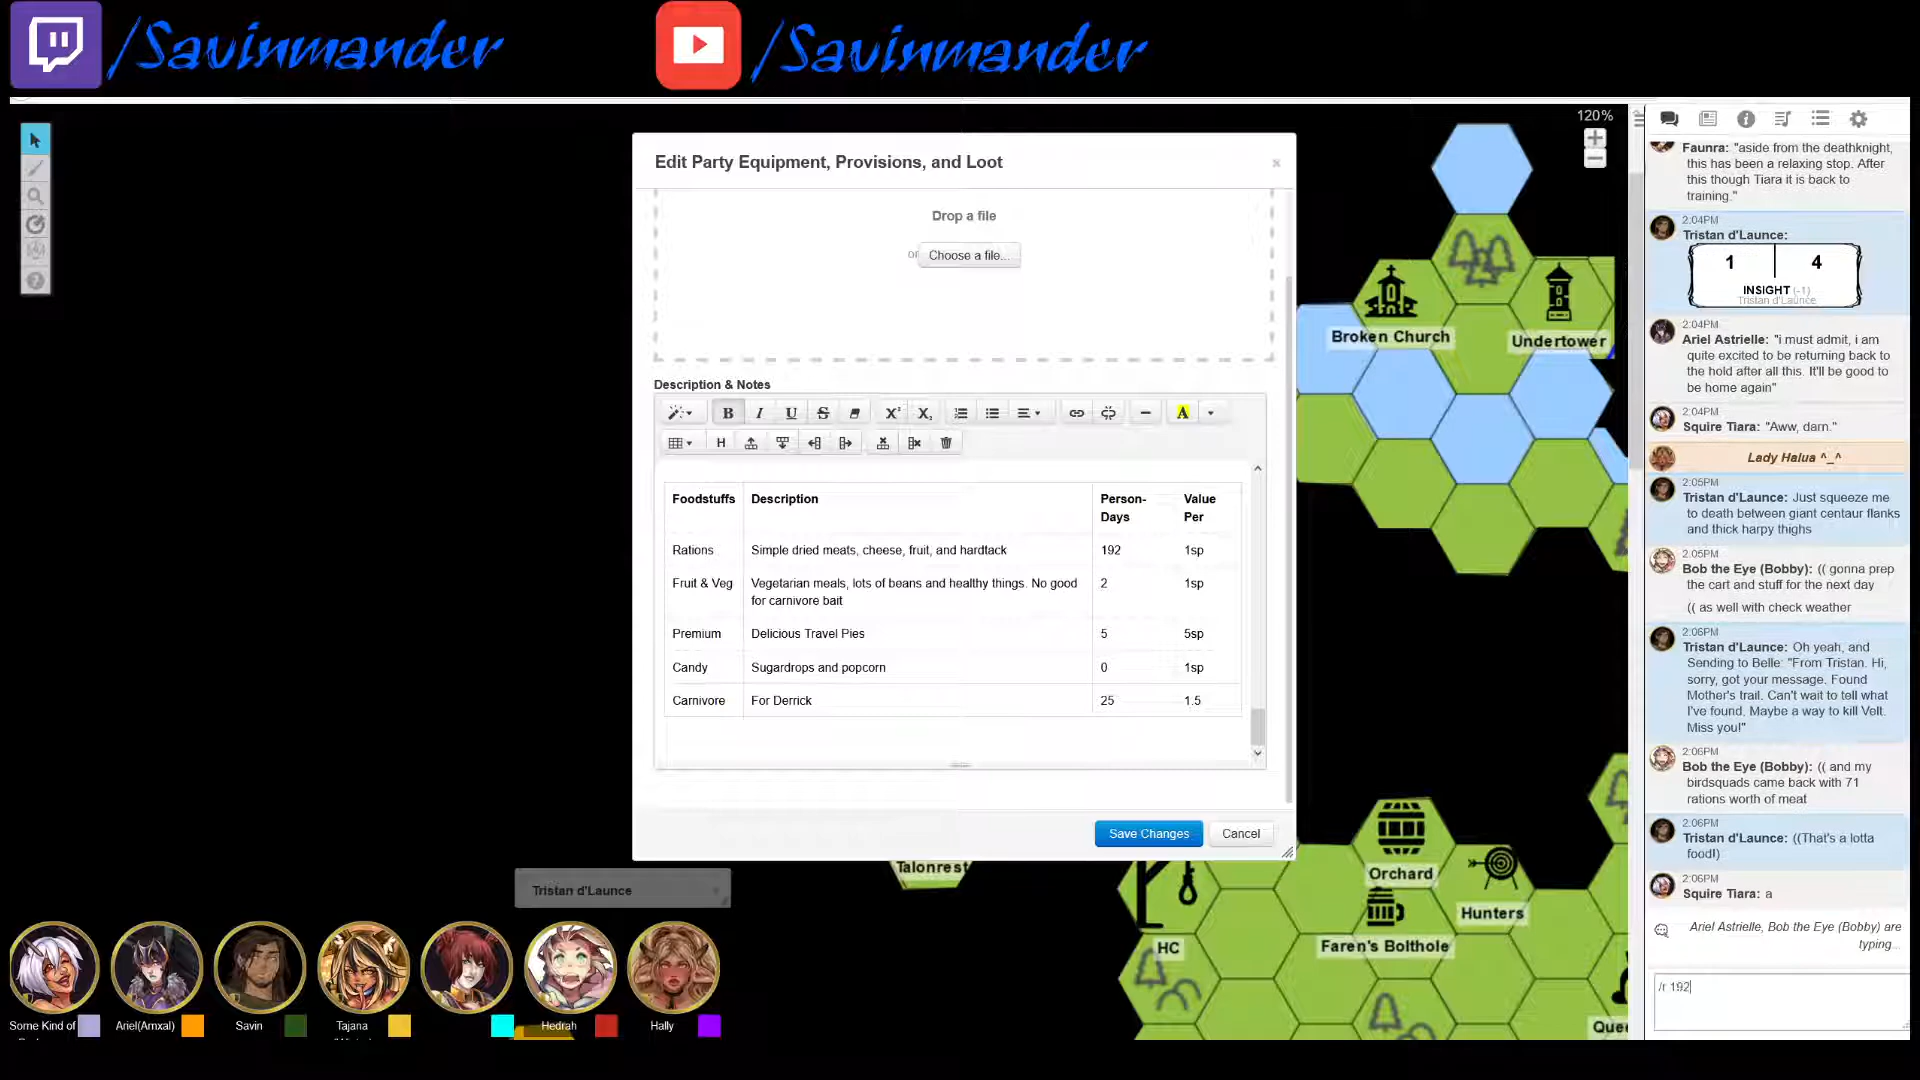 /Savinmander
/Savinmander
120%
Edit Party Equipment, Provisions, and Loot
×
Drop a file
or
Choose a file...
Description & Notes
B I U S X² X₂ A
H
Foodstuffs Description Person-Days Value Per
Rations Simple dried meats, cheese, fruit, and hardtack 192 1sp
Fruit & Veg Vegetarian meals, lots of beans and healthy things. No good
for carnivore bait 2 1sp
Premium Delicious Travel Pies 5 5sp
Candy Sugardrops and popcorn 0 1sp
Carnivore For Derrick 25 1.5
Save Changes
Cancel
Broken Church
Undertower
Talonrest
Orchard
Hunters
HC
Faren's Bolthole
Tristan d'Launce
Some Kind of
Ariel(Amxal)
Savin
Tajana
Hedrah
Hally
Faunra: "aside from the deathknight,
this has been a relaxing stop. After
this though Tiara it is back to
training."
2:04PM
Tristan d'Launce:
1 4
INSIGHT (-1)
Tristan d'Launce
2:04PM
Ariel Astrielle: "i must admit, i am
quite excited to be returning back to
the hold after all this. It'll be good to
be home again"
2:04PM
Squire Tiara: "Aww, darn."
Lady Halua ^_^
2:05PM
Tristan d'Launce: Just squeeze me
to death between giant centaur flanks
and thick harpy thighs
2:05PM
Bob the Eye (Bobby): (( gonna prep
the cart and stuff for the next day
(( as well with check weather
2:06PM
Tristan d'Launce: Oh yeah, and
Sending to Belle: "From Tristan. Hi,
sorry, got your message. Found
Mother's trail. Can't wait to tell what
I've found. Maybe a way to kill Velt.
Miss you!"
2:06PM
Bob the Eye (Bobby): (( and my
birdsquads came back with 71
rations worth of meat
2:06PM
Tristan d'Launce: ((That's a lotta
food!)
2:06PM
Squire Tiara: a
Ariel Astrielle, Bob the Eye (Bobby) are
typing...
/r 192